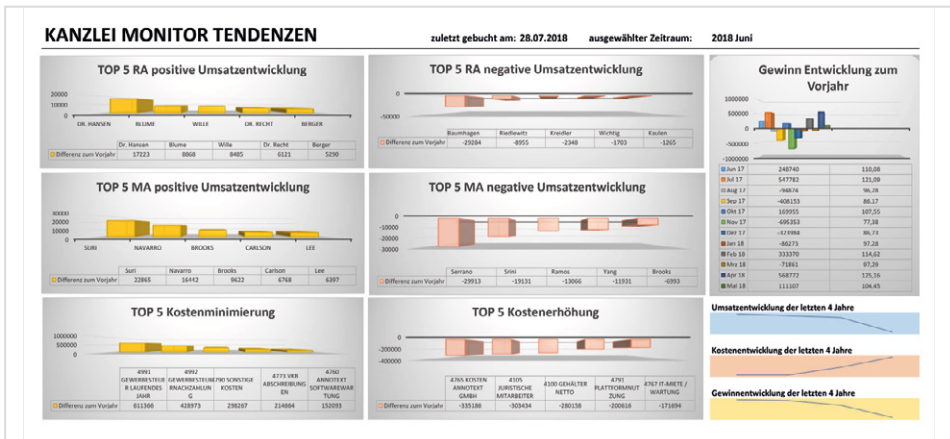 KANZLEI MONITOR TENDENZEN
zuletzt gebucht am: 28.07.2018 ausgewählter Zeitraum: 2018 Juni
TOP 5 RA positive Umsatzentwicklung
20000
10000
0
DR. HANSEN BLUME WILLE DR. RECHT BERGER
Dr. Hansen Blume Wille Dr. Recht Berger
Differenz zum Vorjahr 17223 8868 8485 6121 5290
TOP 5 RA negative Umsatzentwicklung
0
-50000
Baumhagen Riedlewitz Kreidler Wichtig Kaulen
Differenz zum Vorjahr -29284 -8955 -2348 -1703 -1265
Gewinn Entwicklung zum
Vorjahr
1000000
500000
0
-500000
-1000000
Jun 17 248740 110,08
Jul 17 547782 121,09
Aug 17 -94874 96,28
Sep 17 -408153 86,17
Okt 17 169955 107,55
Nov 17 -695353 77,38
Dez 17 86,73
Jan 18 -86273 97,28
Feb 18 333370 114,62
Mrz 18 -71861 97,29
Apr 18 568772 125,16
Mai 18 111107 104,45
TOP 5 MA positive Umsatzentwicklung
30000
20000
10000
0
SURI NAVARRO BROOKS CARLSON LEE
Suri Navarro Brooks Carlson Lee
Differenz zum Vorjahr 22865 16442 9622 6768 6397
TOP 5 MA negative Umsatzentwicklung
0
10000
20000
30000
Serrano Srini Ramos Yang Brooks
Differenz zum Vorjahr -29913 -19131 -13066 -11931 -6993
TOP 5 Kostenminimierung
1000000
500000
0
4991 GEWERBESTEUE R LAUFENDES JAHR
4992 GEWERBESTEUE RNACHZAHLUN G
4790 SONSTIGE KOSTEN
4773 VKB ABSCHREIBUNG EN
4760 ANNOTEXT SOFTWAREWAR TUNG
Differenz zum Vorjahr 611366 428973 298267 214664 152093
TOP 5 Kostenerhöhung
0
-200000
-400000
4765 KOSTEN ANNOTEXT GMBH
4105 JURISTISCHE MITARBEITER
4100 GEHÄLTER NETTO
4791 PLATTFORMNUT ZUNG
4767 IT-MIETE / WARTUNG
Differenz zum Vorjahr -335186 -303434 -280158 -200616 -171694
Umsatzentwicklung der letzten 4 Jahre
Kostenentwicklung der letzten 4 Jahre
Gewinnentwicklung der letzten 4 Jahre